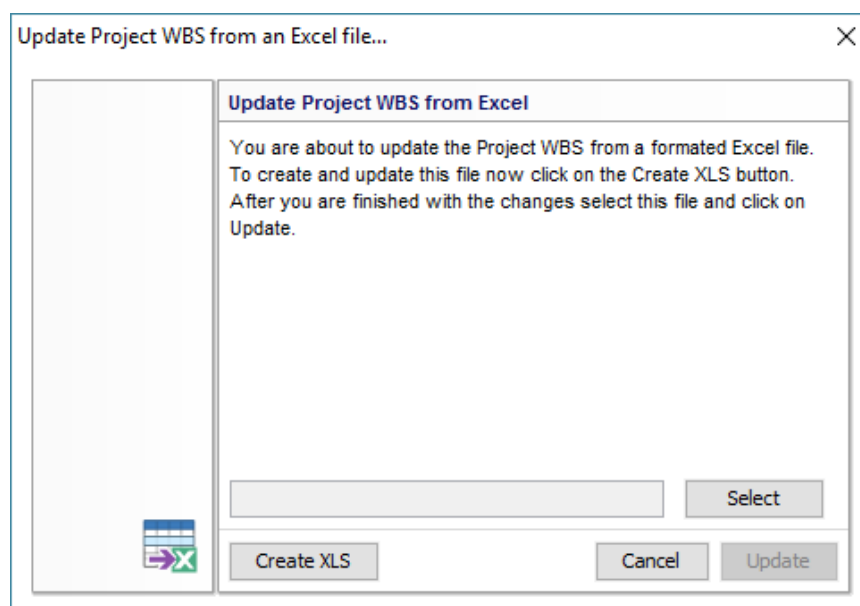 Update Project WBS from an Excel file...
Update Project WBS from Excel
You are about to update the Project WBS from a formated Excel file.
To create and update this file now click on the Create XLS button.
After you are finished with the changes select this file and click on
Update.
Select
Create XLS
Cancel
Update